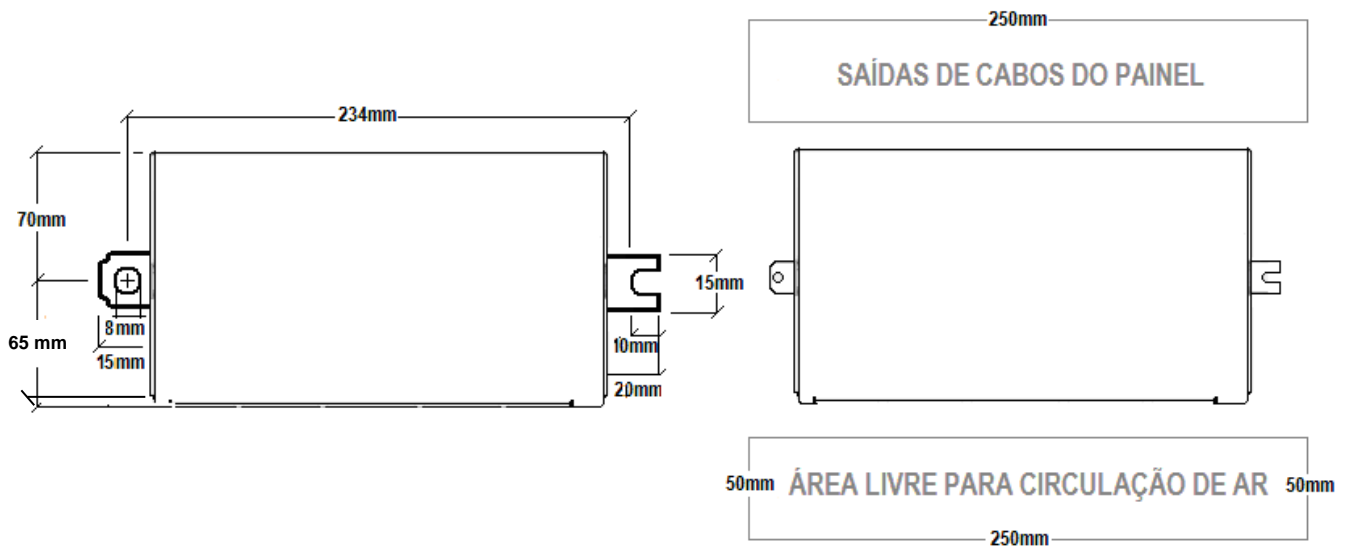 250mm
SAÍDAS DE CABOS DO PAINEL
234mm
70mm
15mm
8mm
65 mm
15mm
10mm
20mm
50mm
ÁREA LIVRE PARA CIRCULAÇÃO DE AR
50mm
250mm